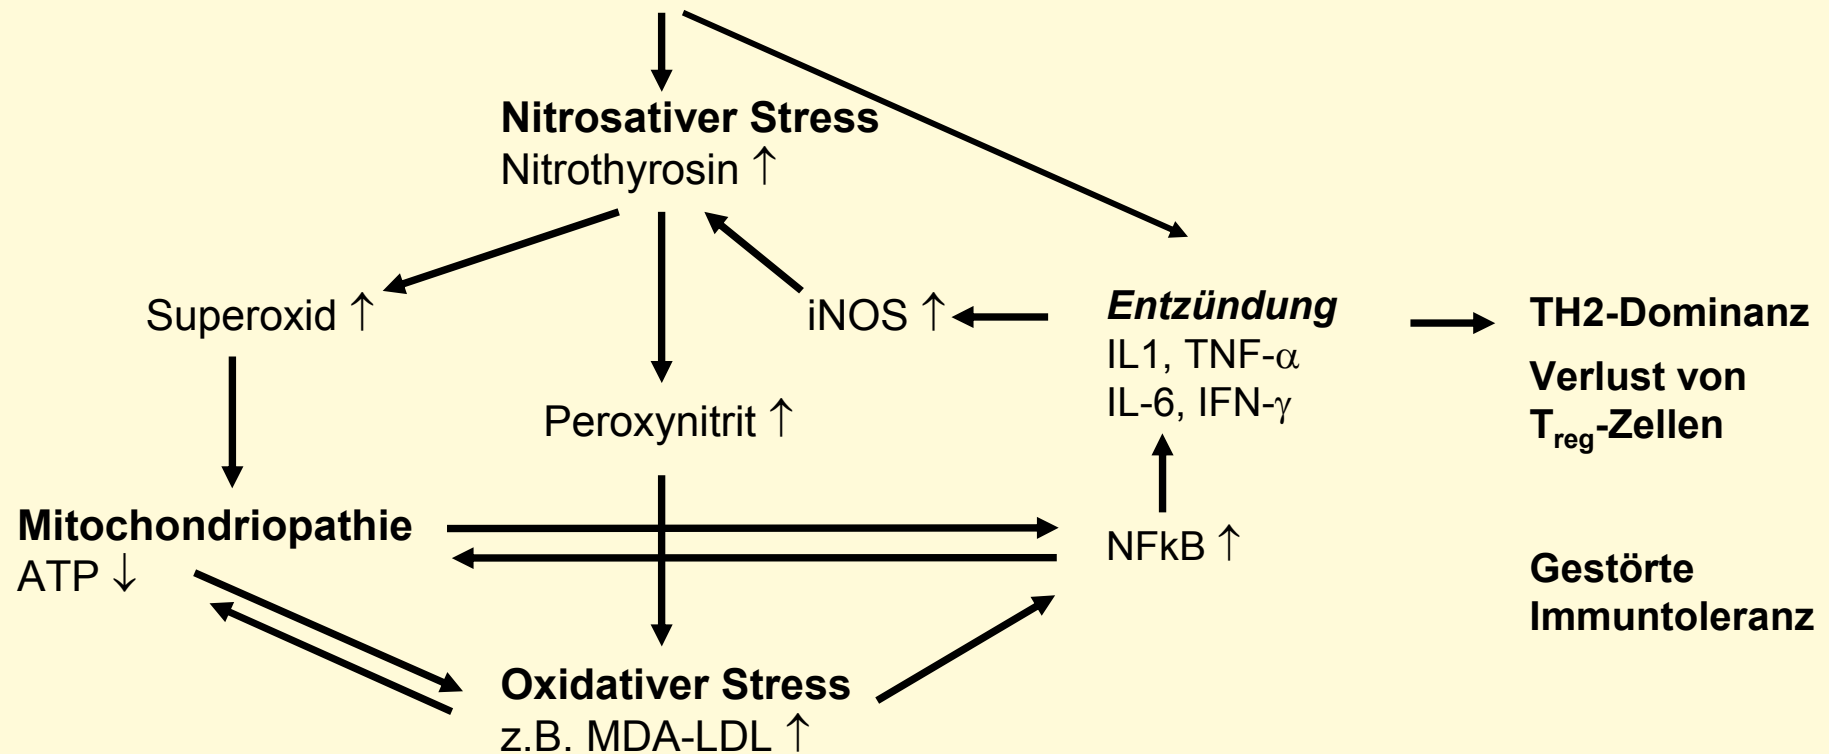 Nitrosativer Stress
Nitrothyrosin ↑
Superoxid ↑
iNOS ↑
Peroxynitrit ↑
Entzündung
IL1, TNF-α
IL-6, IFN-γ
TH2-Dominanz
Verlust von
Treg-Zellen
Mitochondriopathie
ATP ↓
NFkB ↑
Gestörte
Immuntoleranz
Oxidativer Stress
z.B. MDA-LDL ↑